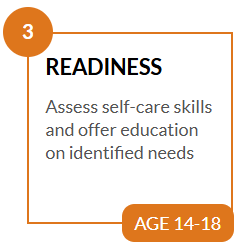 3
READINESS
Assess self-care skills
and offer education
on identified needs
AGE 14-18